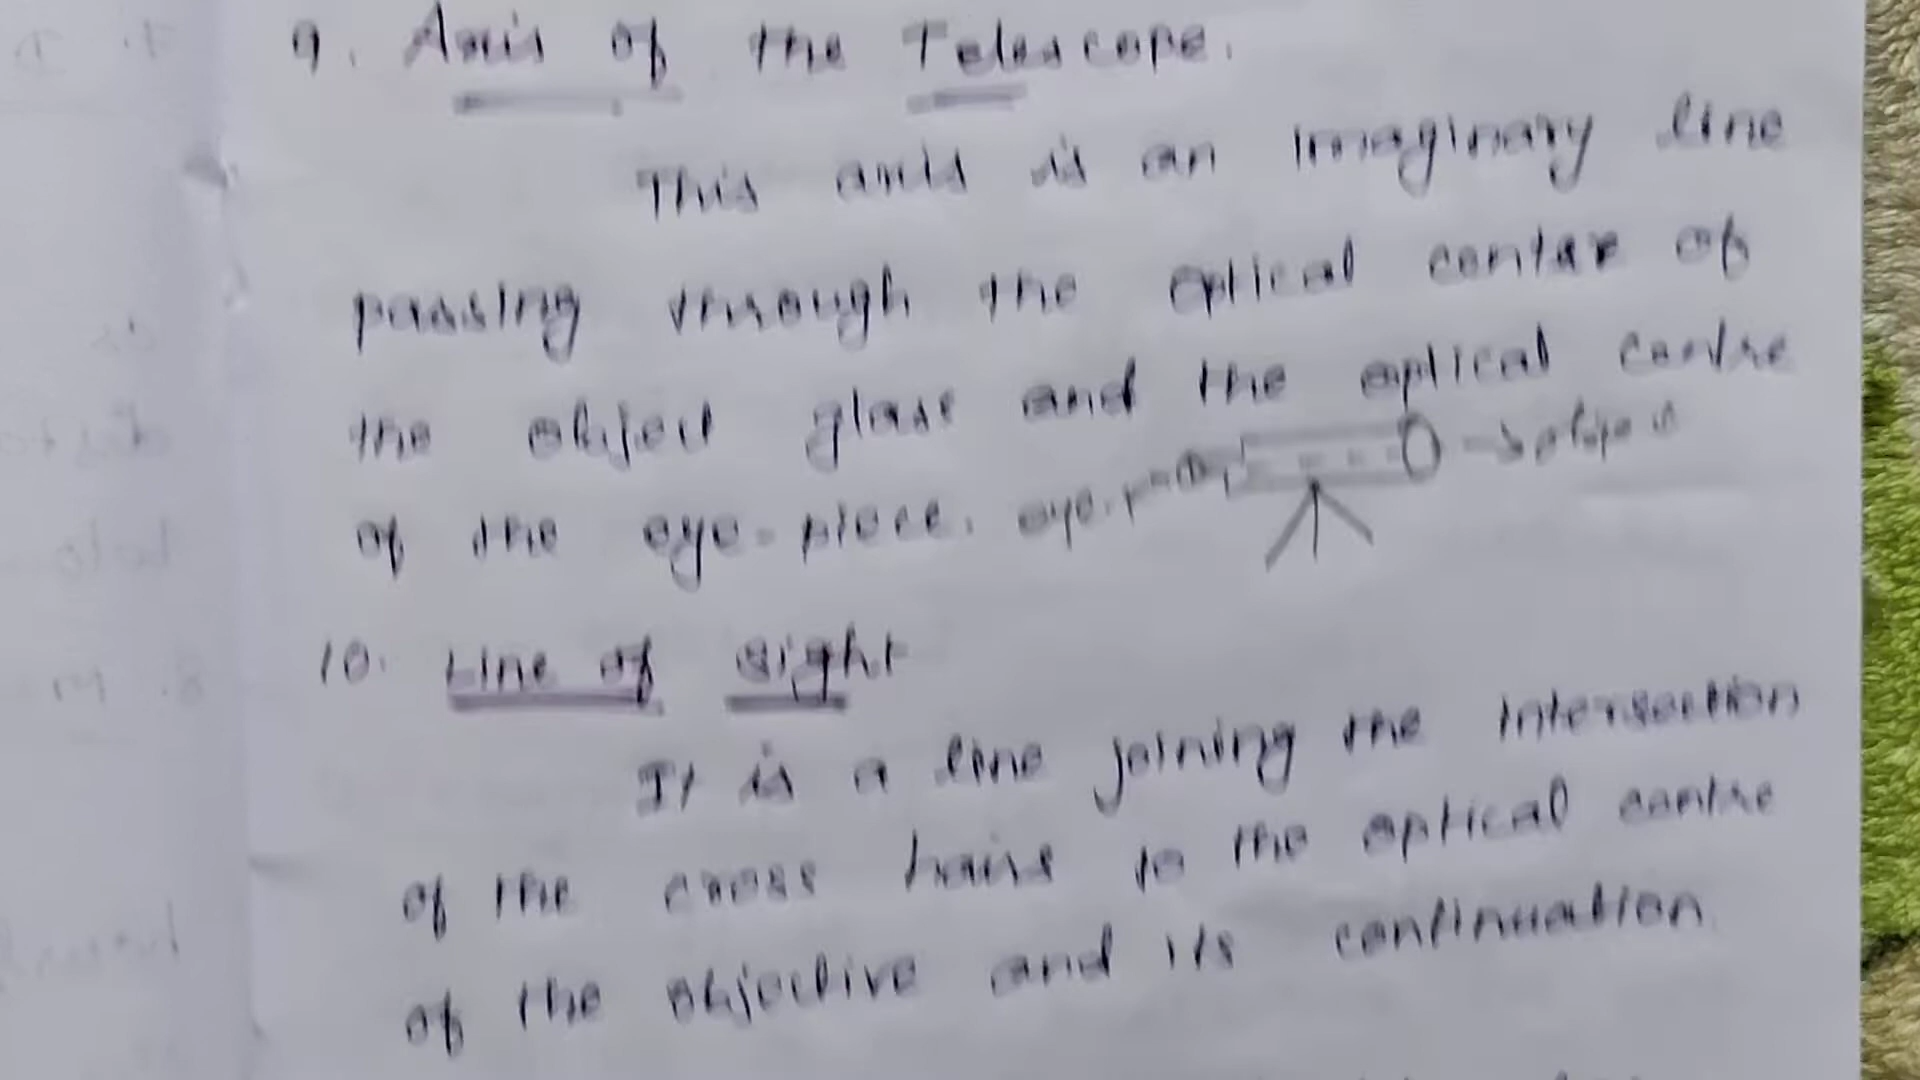 9. Axis of the Telescope.
This axis is an imaginary line
passing through the optical center of
the object glass and the optical centre
of the eye-piece.
10. Line of sight
It is a line joining the intersection
of the cross hairs to the optical centre
of the objective and its continuation